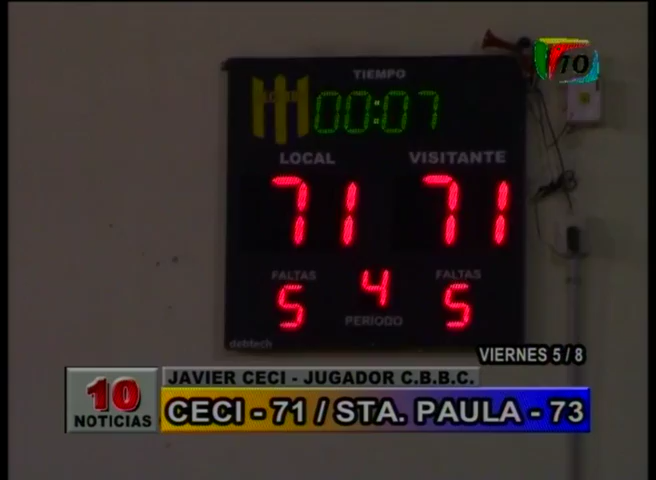 10
TIEMPO
00:07
LOCAL VISITANTE
71 71
FALTAS 4 FALTAS
5 PERÍODO 5
debtech
VIERNES 5/8
JAVIER CECI - JUGADOR C.B.B.C.
10 NOTICIAS
CECI - 71 / STA. PAULA - 73